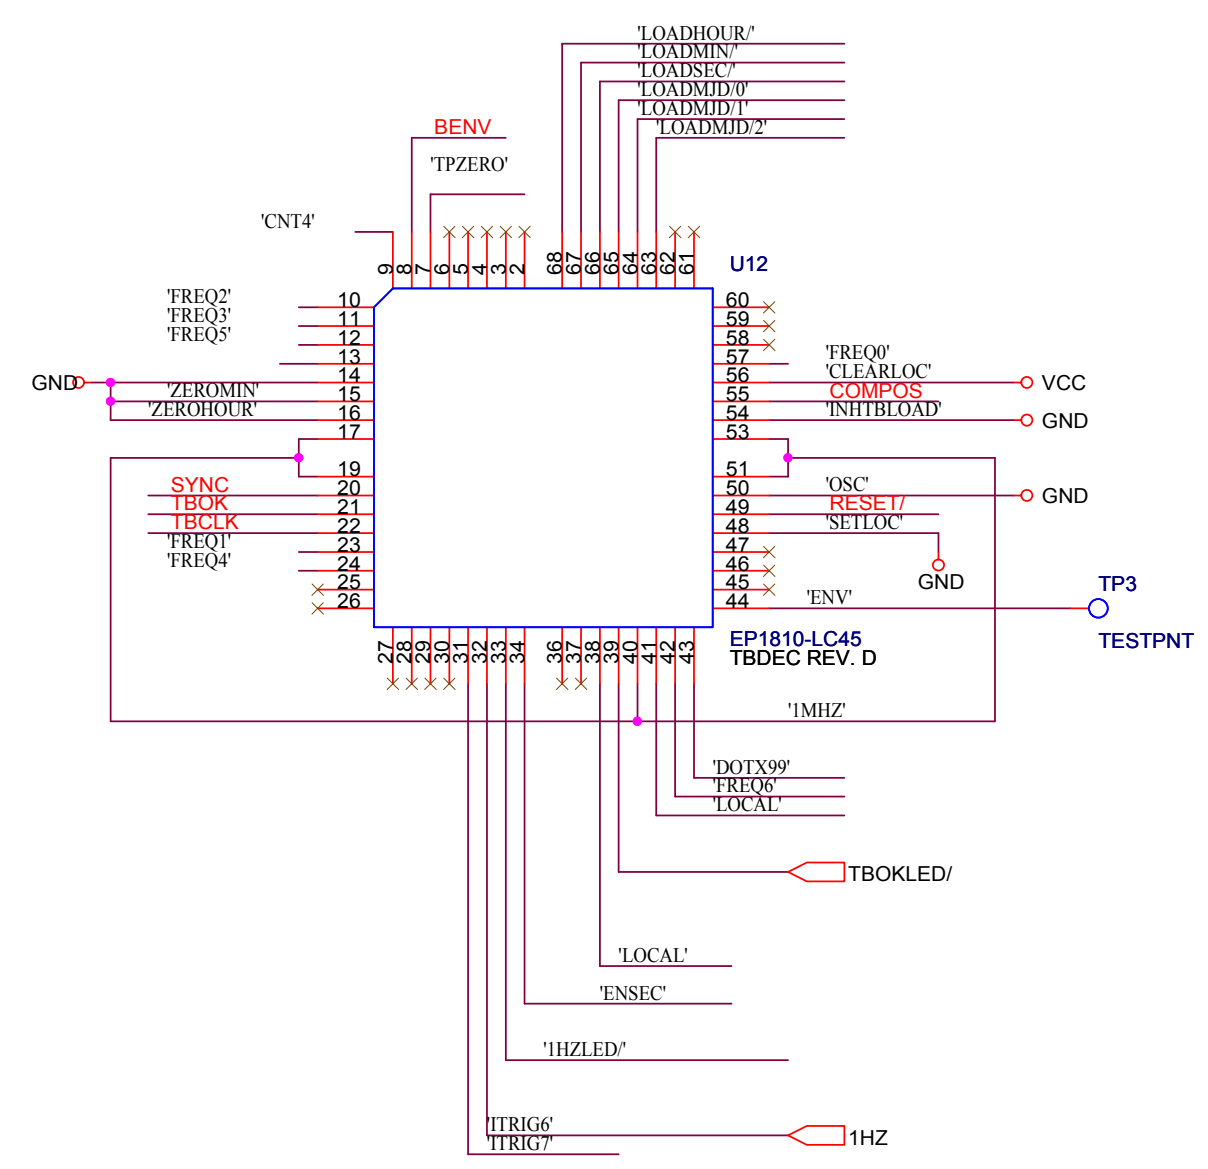 'LOADHOUR/'
'LOADMIN/'
'LOADSEC/'
'LOADMJD/0'
'LOADMJD/1'
'LOADMJD/2'
BENV
'TPZERO'
'CNT4'
9 8 7 6 5 4 3 2 68 67 66 65 64 63 62 61
U12
'FREQ2' 10 60
'FREQ3' 11 59
'FREQ5' 12 58
13 57 'FREQ0'
GND 14 56 'CLEARLOC' VCC
'ZEROMIN' 15 55 COMPOS
'ZEROHOUR' 16 54 'INHTBLOAD' GND
17 53
19 51
SYNC 20 50 'OSC' GND
TBOK 21 49 RESET/
TBCLK 22 48 'SETLOC'
'FREQ1' 23 47
'FREQ4' 24 46
GND
25 45
26 44 'ENV'
TP3
TESTPNT
EP1810-LC45
TBDEC REV. D
27 28 29 30 31 32 33 34 36 37 38 39 40 41 42 43
'1MHZ'
'DOTX99'
'FREQ6'
'LOCAL'
TBOKLED/
'LOCAL'
'ENSEC'
'1HZLED/'
'ITRIG6'
1HZ
'ITRIG7'